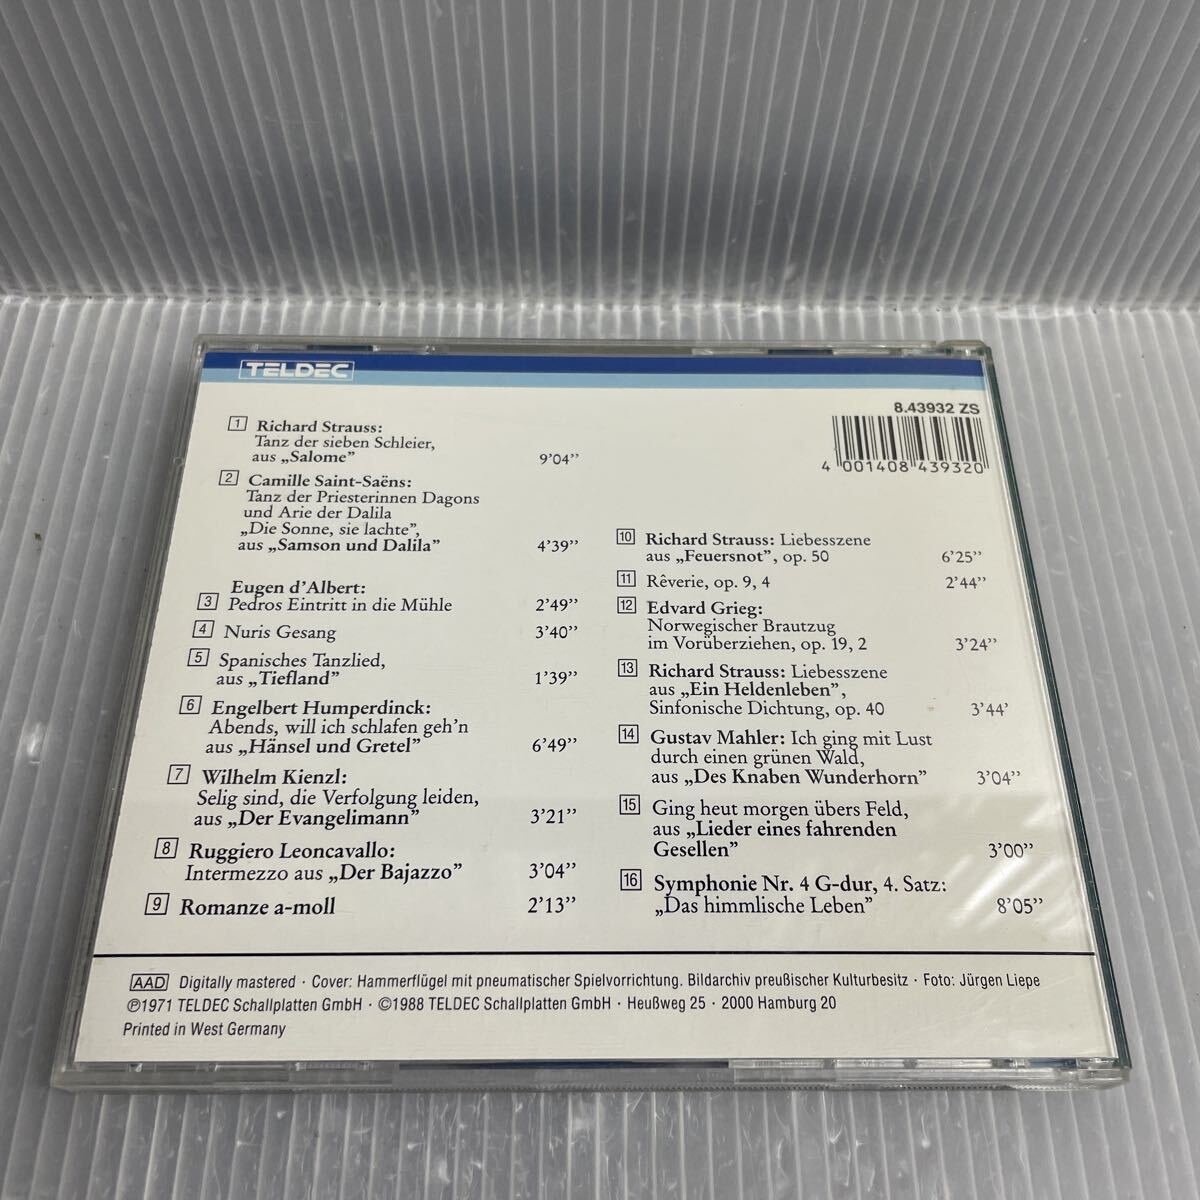 TELDEC
8.43932 ZS
4 001408 439320
1 Richard Strauss:
Tanz der sieben Schleier,
aus „Salome” 9’04”
2 Camille Saint-Saëns:
Tanz der Priesterinnen Dagons
und Arie der Dalila
„Die Sonne, sie lachte”,
aus „Samson und Dalila” 4’39”
Eugen d’Albert:
3 Pedros Eintritt in die Mühle 2’49”
4 Nuris Gesang 3’40”
5 Spanisches Tanzlied,
aus „Tiefland” 1’39”
6 Engelbert Humperdinck:
Abends, will ich schlafen geh’n
aus „Hänsel und Gretel” 6’49”
7 Wilhelm Kienzl:
Selig sind, die Verfolgung leiden,
aus „Der Evangelimann” 3’21”
8 Ruggiero Leoncavallo:
Intermezzo aus „Der Bajazzo” 3’04”
9 Romanze a-moll 2’13”
10 Richard Strauss: Liebesszene
aus „Feuersnot”, op. 50 6’25”
11 Rêverie, op. 9, 4 2’44”
12 Edvard Grieg:
Norwegischer Brautzug
im Vorüberziehen, op. 19, 2 3’24”
13 Richard Strauss: Liebesszene
aus „Ein Heldenleben”,
Sinfonische Dichtung, op. 40 3’44’
14 Gustav Mahler: Ich ging mit Lust
durch einen grünen Wald,
aus „Des Knaben Wunderhorn” 3’04”
15 Ging heut morgen übers Feld,
aus „Lieder eines fahrenden
Gesellen” 3’00”
16 Symphonie Nr. 4 G-dur, 4. Satz:
„Das himmlische Leben” 8’05”
AAD Digitally mastered · Cover: Hammerflügel mit pneumatischer Spielvorrichtung. Bildarchiv preußischer Kulturbesitz · Foto: Jürgen Liepe
℗1971 TELDEC Schallplatten GmbH · ©1988 TELDEC Schallplatten GmbH · Heußweg 25 · 2000 Hamburg 20
Printed in West Germany